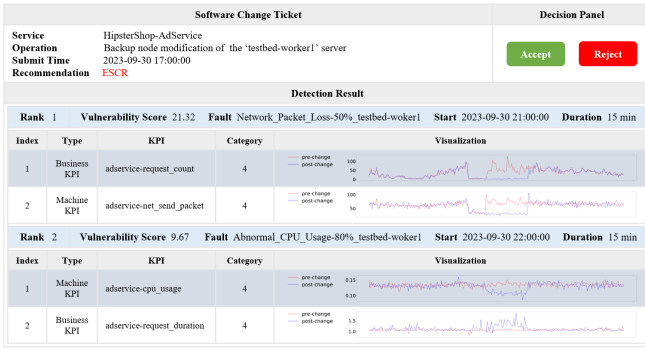 Software Change Ticket
Decision Panel
Service HipsterShop-AdService
Operation Backup node modification of the 'testbed-worker1' server
Submit Time 2023-09-30 17:00:00
Recommendation ESCR
Accept Reject
Detection Result
Rank 1 Vulnerability Score 21.32 Fault Network_Packet_Loss-50%_testbed-woker1 Start 2023-09-30 21:00:00 Duration 15 min
Index Type KPI Category Visualization
1 Business KPI adservice-request_count 4
pre-change
post-change
100
50
0
2 Machine KPI adservice-net_send_packet 4
pre-change
post-change
100
50
Rank 2 Vulnerability Score 9.67 Fault Abnormal_CPU_Usage-80%_testbed-woker1 Start 2023-09-30 22:00:00 Duration 15 min
Index Type KPI Category Visualization
1 Machine KPI adservice-cpu_usage 4
pre-change
post-change
0.15
0.10
2 Business KPI adservice-request_duration 4
pre-change
post-change
1.5
1.0